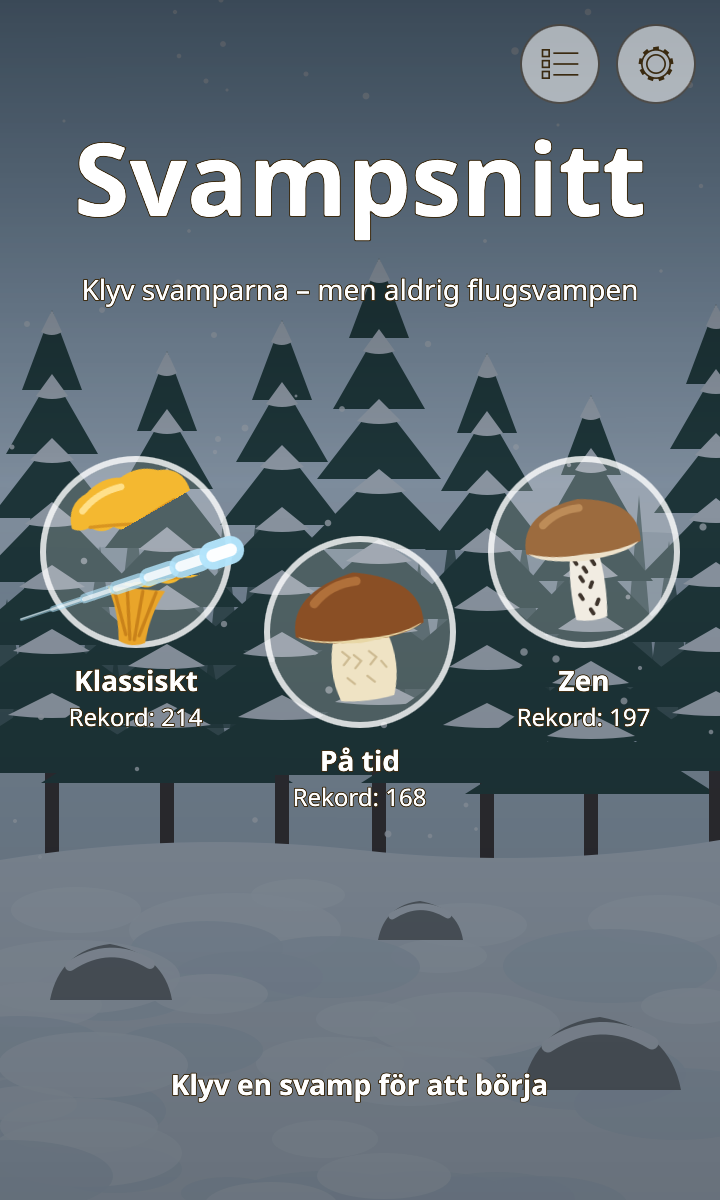 Svampsnitt
Klyv svamparna – men aldrig flugsvampen
Klassiskt
Rekord: 214
På tid
Rekord: 168
Zen
Rekord: 197
Klyv en svamp för att börja